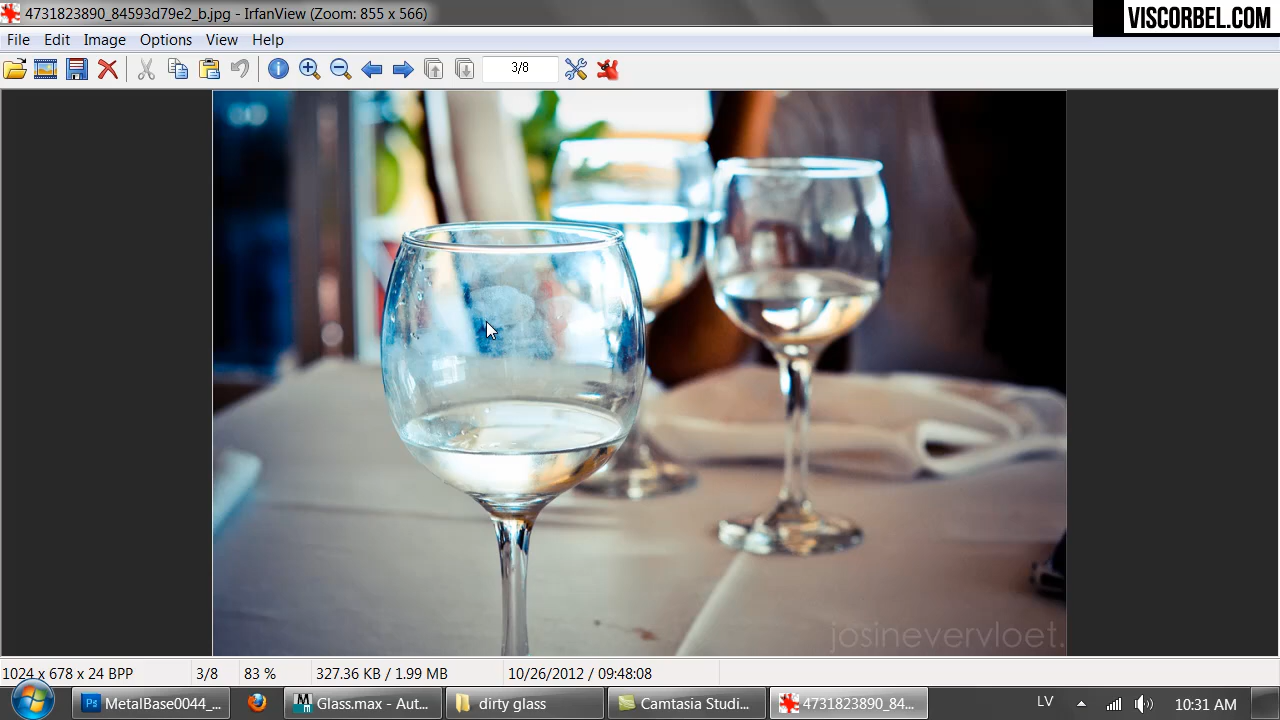 4731823890_84593d79e2_b.jpg - IrfanView (Zoom: 855 x 566)
VISCORBEL.COM
File Edit Image Options View Help
3/8
josinevervloet.
1024 x 678 x 24 BPP 3/8 83 % 327.36 KB / 1.99 MB 10/26/2012 / 09:48:08
Ps MetalBase0044_... Glass.max - Aut... dirty glass Camtasia Studi... 4731823890_84... LV 10:31 AM